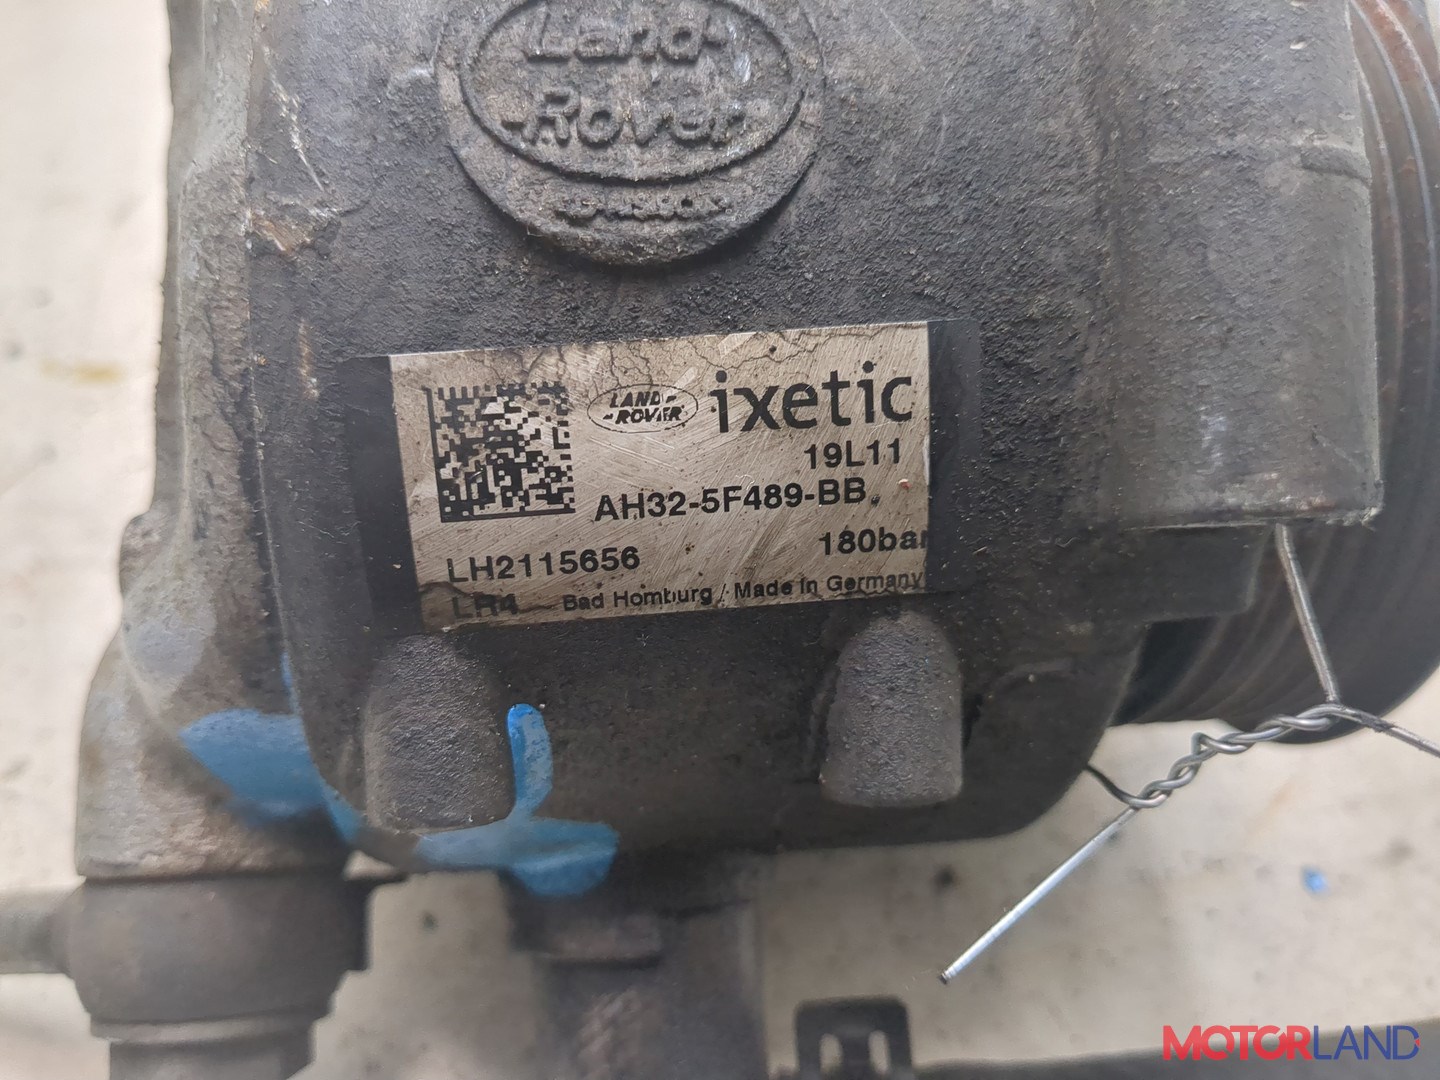 Land-
Rover
LAND-
-ROVER
ixetic
19L11
AH32-5F489-BB
LH2115656
180bar
LR4 Bad Homburg / Made in Germany
MOTORLAND